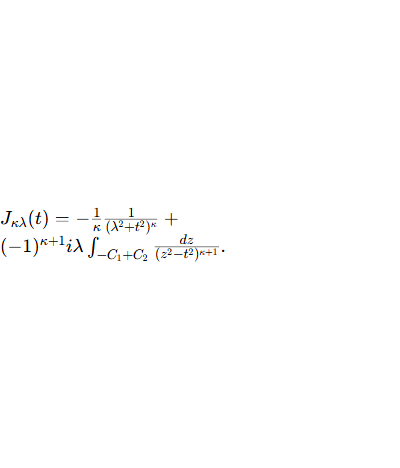 $J_{\kappa\lambda}(t) = -\frac{1}{\kappa}\frac{1}{(\lambda^2+t^2)^\kappa} +$
$(-1)^{\kappa+1} i\lambda \int_{-C_1+C_2} \frac{dz}{(z^2-t^2)^{\kappa+1}}.$